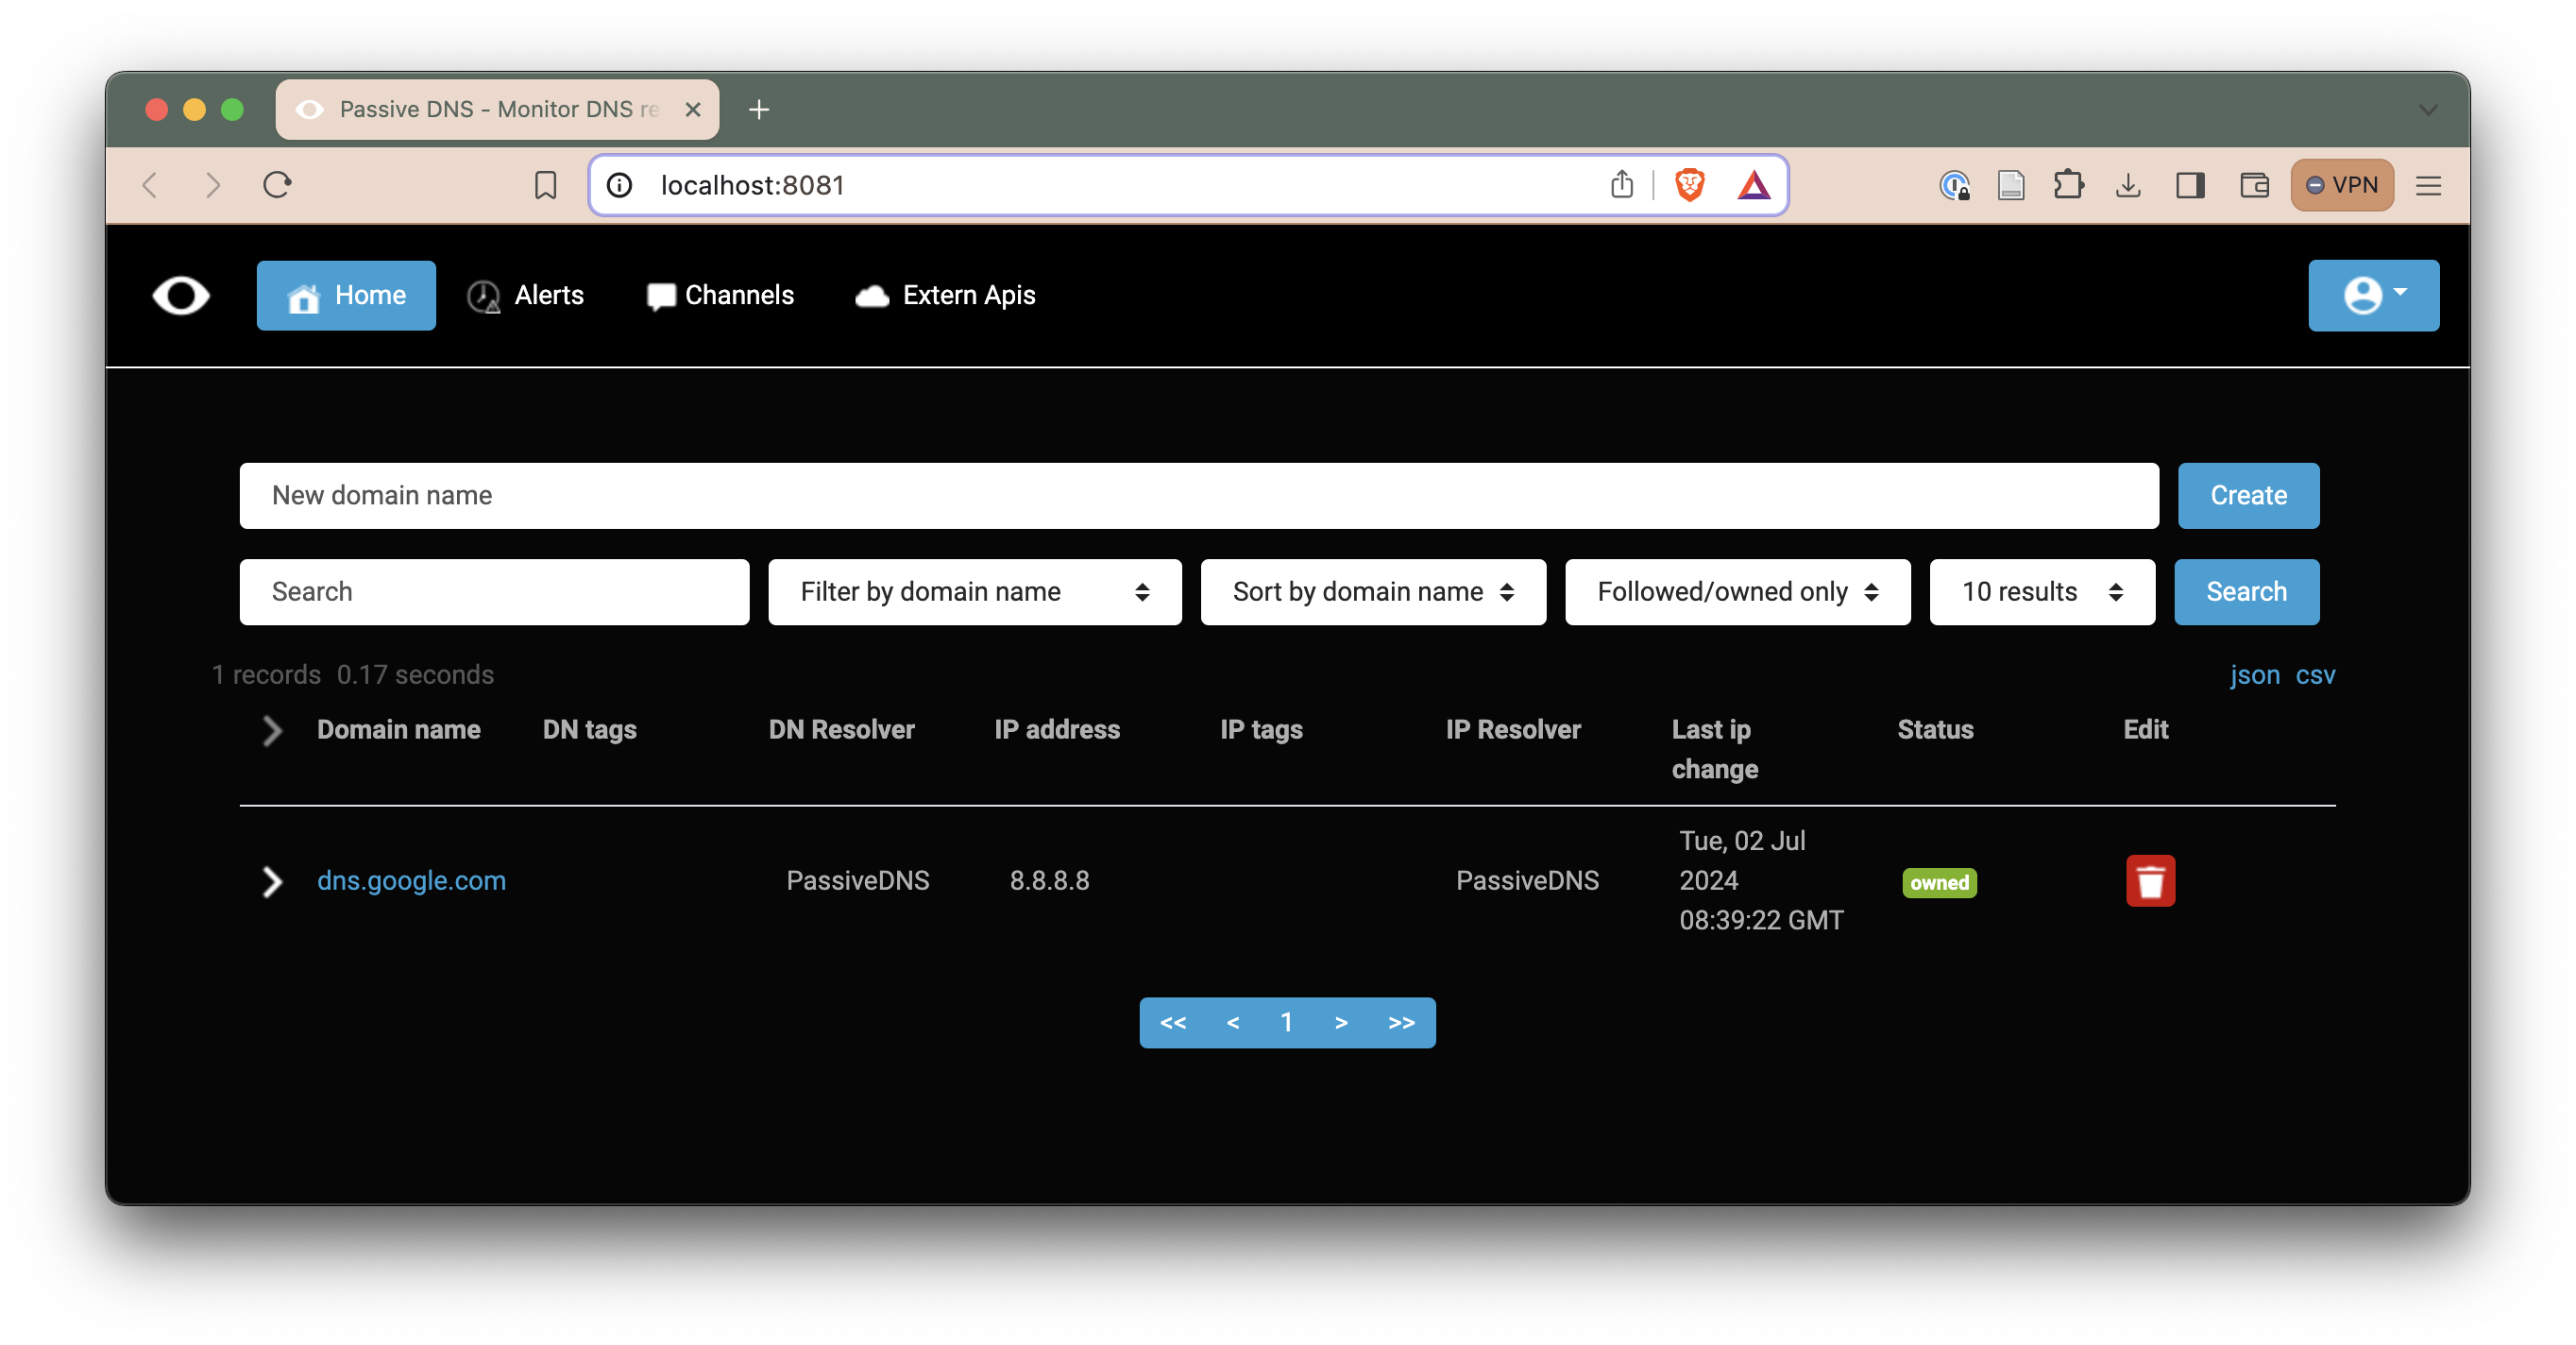 Passive DNS - Monitor DNS re
localhost:8081
VPN
Home Alerts Channels Extern Apis
New domain name Create
Search Filter by domain name Sort by domain name Followed/owned only 10 results Search
1 records 0.17 seconds json csv
Domain name DN tags DN Resolver IP address IP tags IP Resolver Last ip change Status Edit
dns.google.com PassiveDNS 8.8.8.8 PassiveDNS Tue, 02 Jul 2024 08:39:22 GMT owned
<< < 1 > >>